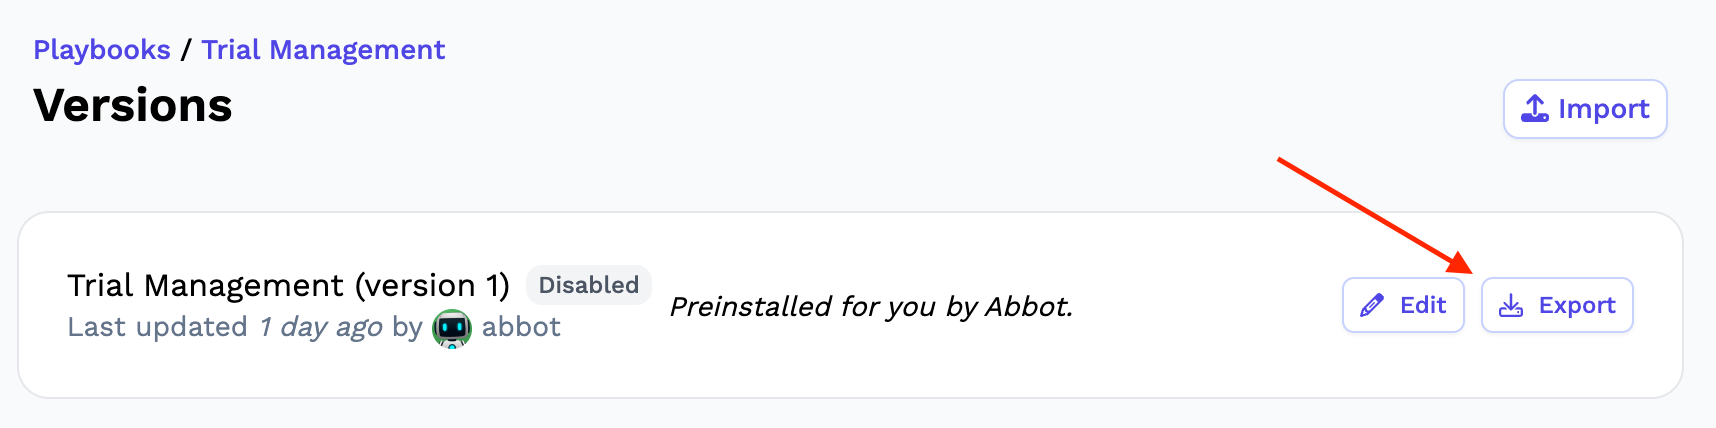 Playbooks / Trial Management
Versions
Import
Trial Management (version 1) Disabled
Last updated 1 day ago by abbot
Preinstalled for you by Abbot.
Edit
Export